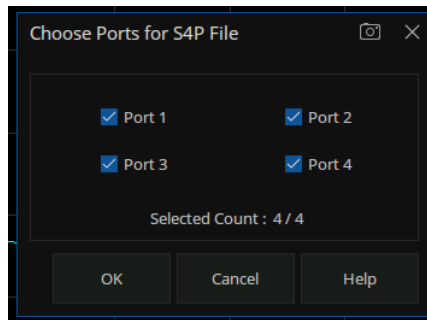 Choose Ports for S4P File
Port 1
Port 2
Port 3
Port 4
Selected Count : 4 / 4
OK
Cancel
Help